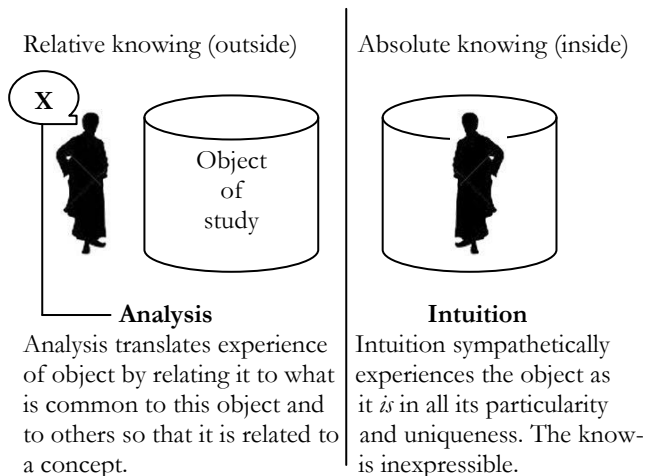 Relative knowing (outside)
X
Object
of
study
Analysis
Analysis translates experience
of object by relating it to what
is common to this object and
to others so that it is related to
a concept.
Absolute knowing (inside)
Intuition
Intuition sympathetically
experiences the object as
it is in all its particularity
and uniqueness. The know-
is inexpressible.